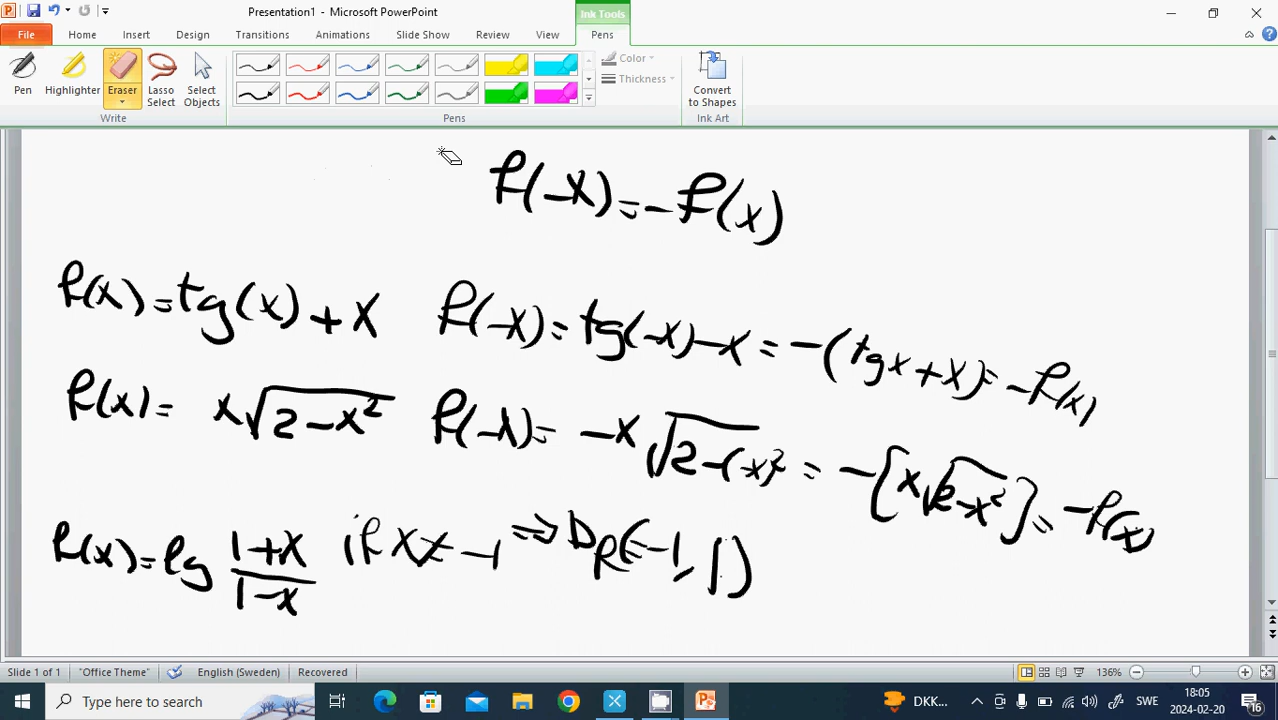 Presentation1 - Microsoft PowerPoint
Ink Tools
File Home Insert Design Transitions Animations Slide Show Review View Pens
Pen Highlighter Eraser Lasso Select Select Objects
Color
Thickness
Convert to Shapes
Write Pens Ink Art
f(-x)=-f(x)
f(x)=tg(x)+x f(-x)=tg(-x)-x=-(tgx+x)=-f(x)
f(x)= x√2-x² f(-x)= -x√2-(-x)² = -[x√2-x²]=-f(x)
f(x)=lg 1+x/1-x if x≠-1 ⇒ Df(=-1, 1)
Slide 1 of 1 "Office Theme" English (Sweden) Recovered 136%
Type here to search DKK... SWE 18:05
2024-02-20 16